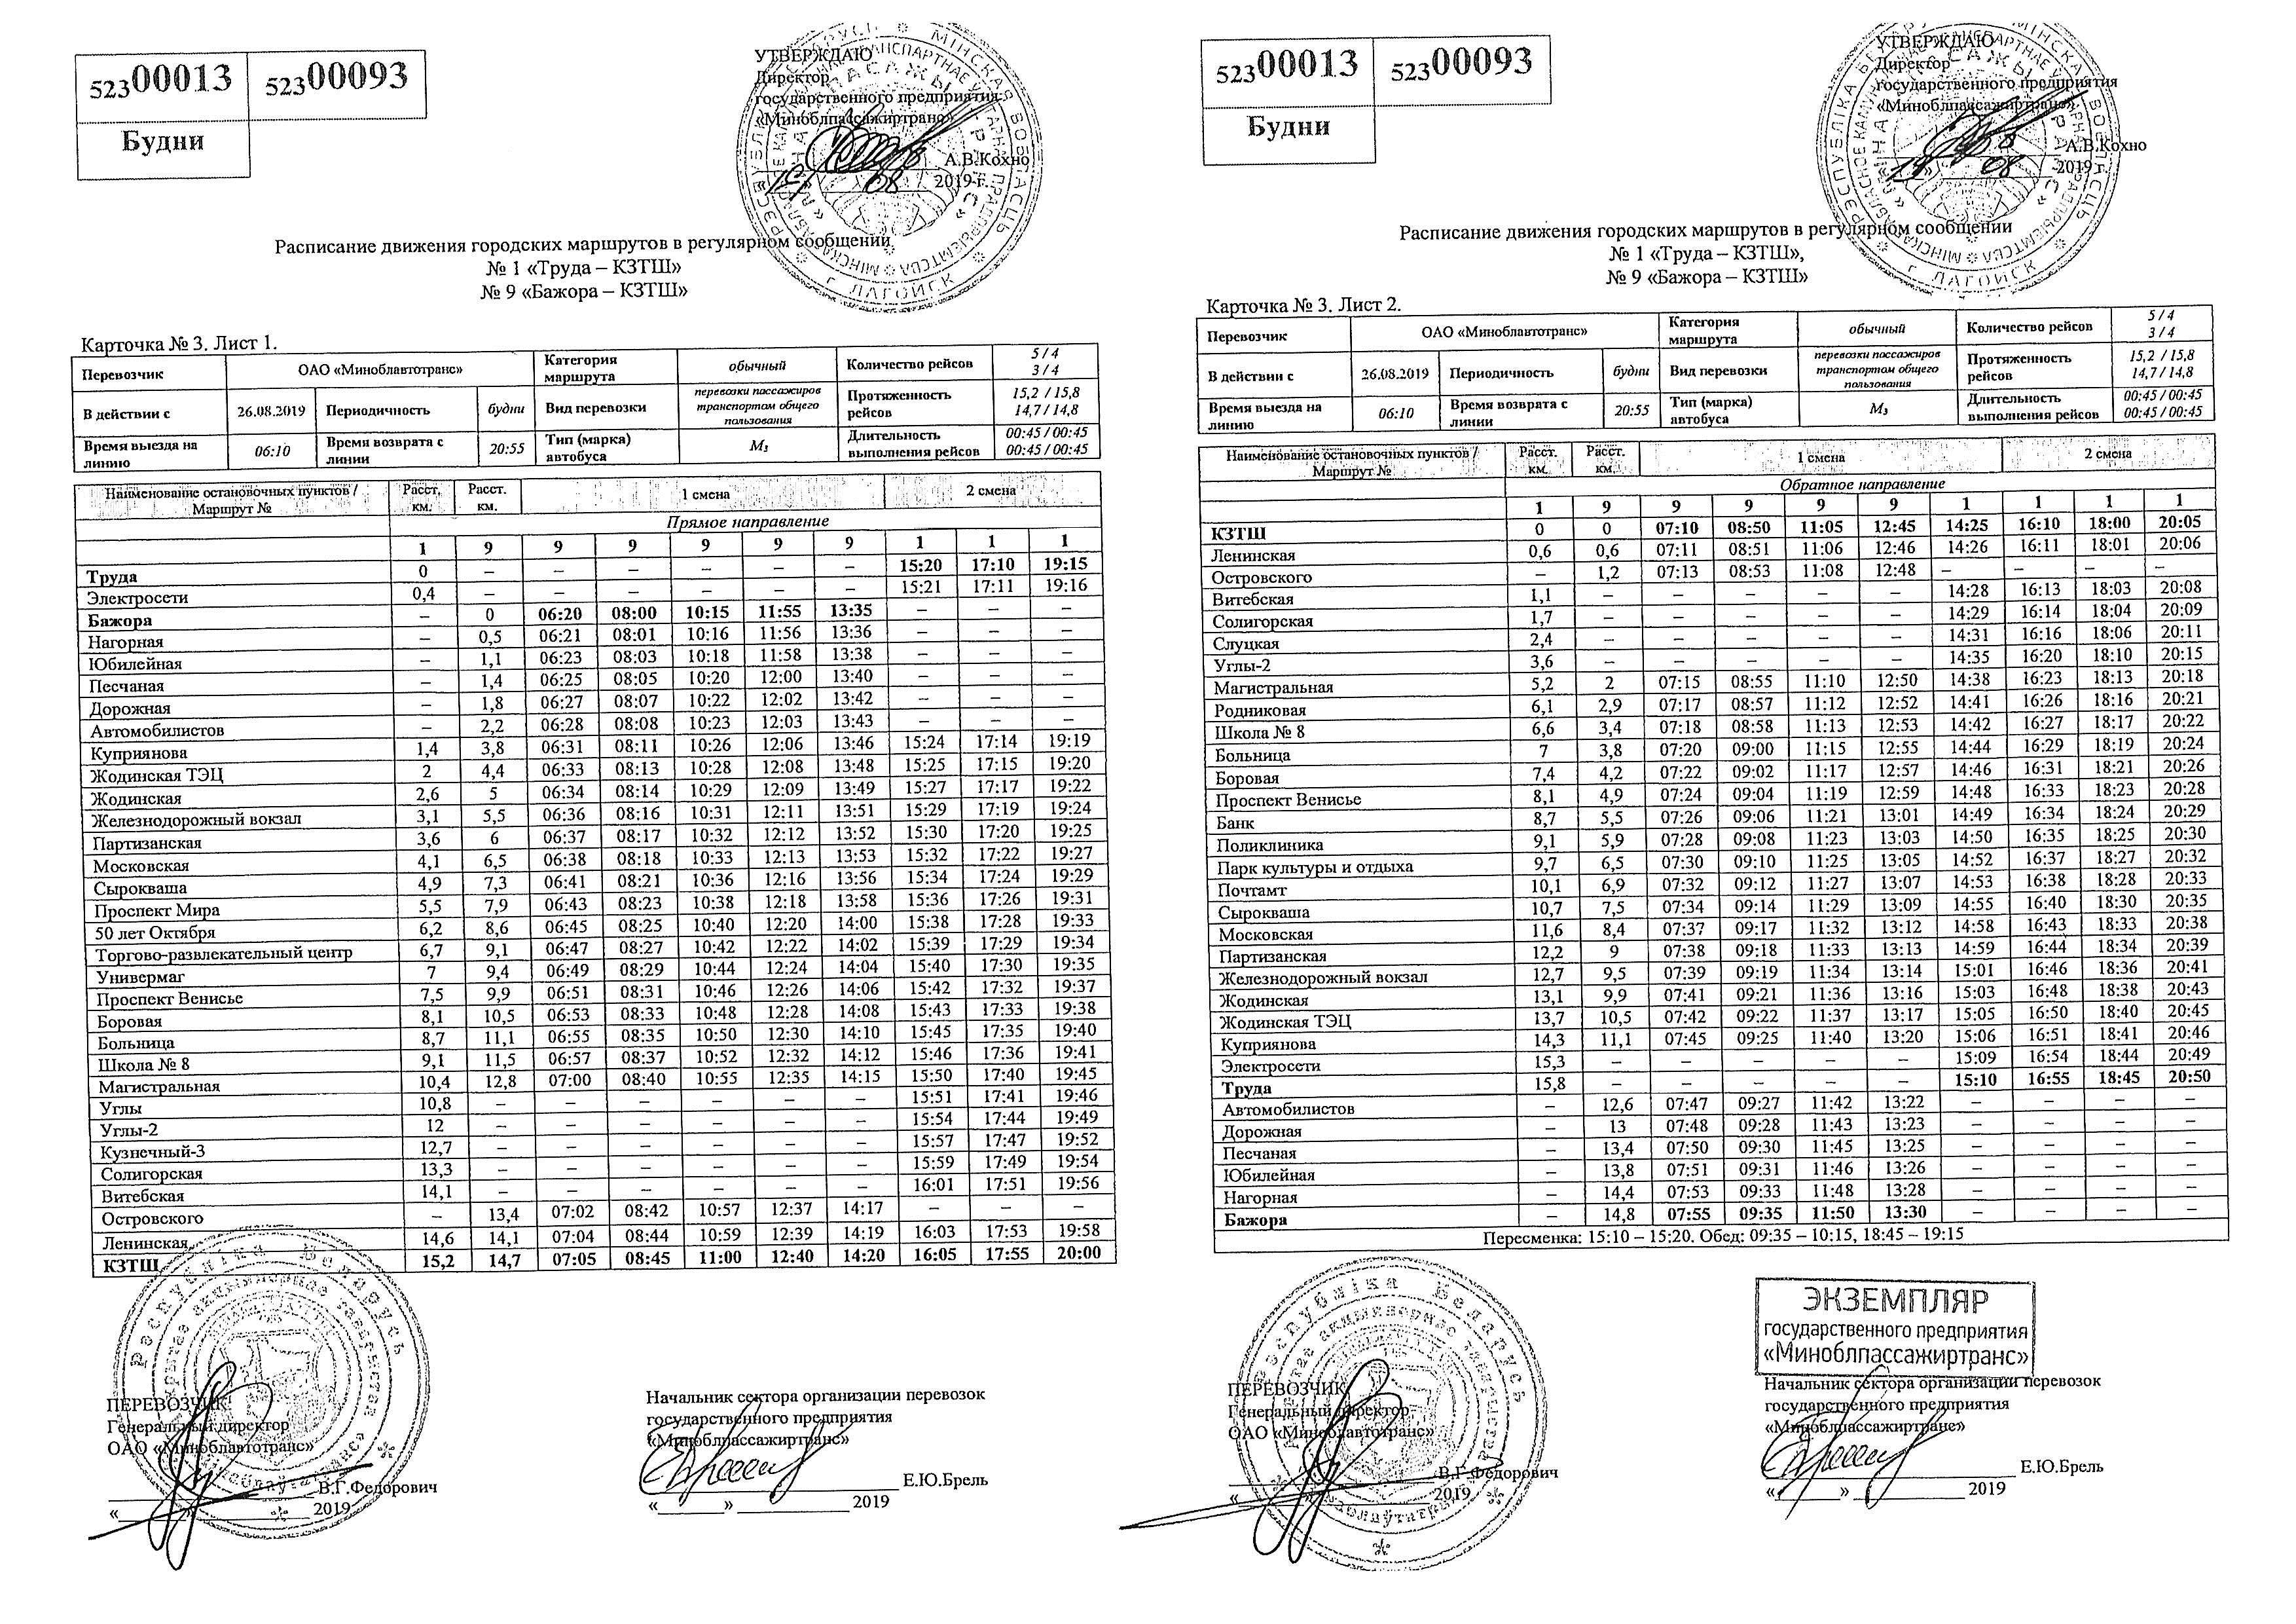 52300013 52300093
Будни
УТВЕРЖДАЮ
Директор
государственного предприятия
«Миноблпассажиртранс»
А.В.Кохно
08 2019 г.
Расписание движения городских маршрутов в регулярном сообщении
№ 1 «Труда – КЗТШ»
№ 9 «Бажора – КЗТШ»
Карточка № 3. Лист 1.
Перевозчик ОАО «Миноблавтотранс» Категория маршрута обычный Количество рейсов 5 / 4 3 / 4
В действии с 26.08.2019 Периодичность будни Вид перевозки перевозки пассажиров транспортом общего пользования Протяженность рейсов 15,2 / 15,8 14,7 / 14,8
Время выезда на линию 06:10 Время возврата с линии 20:55 Тип (марка) автобуса М3 Длительность выполнения рейсов 00:45 / 00:45 00:45 / 00:45
Наименование остановочных пунктов / Маршрут № Расст. км. Расст. км. 1 смена 2 смена
Прямое направление
1 9 9 9 9 9 9 1 1 1
Труда 0 – – – – – – 15:20 17:10 19:15
Электросети 0,4 – – – – – – 15:21 17:11 19:16
Бажора – 0 06:20 08:00 10:15 11:55 13:35 – – –
Нагорная – 0,5 06:21 08:01 10:16 11:56 13:36 – – –
Юбилейная – 1,1 06:23 08:03 10:18 11:58 13:38 – – –
Песчаная – 1,4 06:25 08:05 10:20 12:00 13:40 – – –
Дорожная – 1,8 06:27 08:07 10:22 12:02 13:42 – – –
Автомобилистов – 2,2 06:28 08:08 10:23 12:03 13:43 – – –
Куприянова 1,4 3,8 06:31 08:11 10:26 12:06 13:46 15:24 17:14 19:19
Жодинская ТЭЦ 2 4,4 06:33 08:13 10:28 12:08 13:48 15:25 17:15 19:20
Жодинская 2,6 5 06:34 08:14 10:29 12:09 13:49 15:27 17:17 19:22
Железнодорожный вокзал 3,1 5,5 06:36 08:16 10:31 12:11 13:51 15:29 17:19 19:24
Партизанская 3,6 6 06:37 08:17 10:32 12:12 13:52 15:30 17:20 19:25
Московская 4,1 6,5 06:38 08:18 10:33 12:13 13:53 15:32 17:22 19:27
Сырокваша 4,9 7,3 06:41 08:21 10:36 12:16 13:56 15:34 17:24 19:29
Проспект Мира 5,5 7,9 06:43 08:23 10:38 12:18 13:58 15:36 17:26 19:31
50 лет Октября 6,2 8,6 06:45 08:25 10:40 12:20 14:00 15:38 17:28 19:33
Торгово-развлекательный центр 6,7 9,1 06:47 08:27 10:42 12:22 14:02 15:39 17:29 19:34
Универмаг 7 9,4 06:49 08:29 10:44 12:24 14:04 15:40 17:30 19:35
Проспект Венисье 7,5 9,9 06:51 08:31 10:46 12:26 14:06 15:42 17:32 19:37
Боровая 8,1 10,5 06:53 08:33 10:48 12:28 14:08 15:43 17:33 19:38
Больница 8,7 11,1 06:55 08:35 10:50 12:30 14:10 15:45 17:35 19:40
Школа № 8 9,1 11,5 06:57 08:37 10:52 12:32 14:12 15:46 17:36 19:41
Магистральная 10,4 12,8 07:00 08:40 10:55 12:35 14:15 15:50 17:40 19:45
Углы 10,8 – – – – – – 15:51 17:41 19:46
Углы-2 12 – – – – – – 15:54 17:44 19:49
Кузнечный-3 12,7 – – – – – – 15:57 17:47 19:52
Солигорская 13,3 – – – – – – 15:59 17:49 19:54
Витебская 14,1 – – – – – – 16:01 17:51 19:56
Островского – 13,4 07:02 08:42 10:57 12:37 14:17 – – –
Ленинская 14,6 14,1 07:04 08:44 10:59 12:39 14:19 16:03 17:53 19:58
КЗТШ 15,2 14,7 07:05 08:45 11:00 12:40 14:20 16:05 17:55 20:00
ПЕРЕВОЗЧИК
Генеральный директор
ОАО «Миноблавтотранс»
В.Г.Федорович
« » 2019
Начальник сектора организации перевозок
государственного предприятия
«Миноблпассажиртранс»
Е.Ю.Брель
« » 2019
52300013 52300093
Будни
УТВЕРЖДАЮ
Директор
государственного предприятия
«Миноблпассажиртранс»
А.В.Кохно
08 2019 г.
Расписание движения городских маршрутов в регулярном сообщении
№ 1 «Труда – КЗТШ»,
№ 9 «Бажора – КЗТШ»
Карточка № 3. Лист 2.
Перевозчик ОАО «Миноблавтотранс» Категория маршрута обычный Количество рейсов 5 / 4 3 / 4
В действии с 26.08.2019 Периодичность будни Вид перевозки перевозки пассажиров транспортом общего пользования Протяженность рейсов 15,2 / 15,8 14,7 / 14,8
Время выезда на линию 06:10 Время возврата с линии 20:55 Тип (марка) автобуса М3 Длительность выполнения рейсов 00:45 / 00:45 00:45 / 00:45
Наименование остановочных пунктов / Маршрут № Расст. км. Расст. км. 1 смена 2 смена
Обратное направление
1 9 9 9 9 9 1 1 1 1
КЗТШ 0 0 07:10 08:50 11:05 12:45 14:25 16:10 18:00 20:05
Ленинская 0,6 0,6 07:11 08:51 11:06 12:46 14:26 16:11 18:01 20:06
Островского – 1,2 07:13 08:53 11:08 12:48 – – – –
Витебская 1,1 – – – – – 14:28 16:13 18:03 20:08
Солигорская 1,7 – – – – – 14:29 16:14 18:04 20:09
Слуцкая 2,4 – – – – – 14:31 16:16 18:06 20:11
Углы-2 3,6 – – – – – 14:35 16:20 18:10 20:15
Магистральная 5,2 2 07:15 08:55 11:10 12:50 14:38 16:23 18:13 20:18
Родниковая 6,1 2,9 07:17 08:57 11:12 12:52 14:41 16:26 18:16 20:21
Школа № 8 6,6 3,4 07:18 08:58 11:13 12:53 14:42 16:27 18:17 20:22
Больница 7 3,8 07:20 09:00 11:15 12:55 14:44 16:29 18:19 20:24
Боровая 7,4 4,2 07:22 09:02 11:17 12:57 14:46 16:31 18:21 20:26
Проспект Венисье 8,1 4,9 07:24 09:04 11:19 12:59 14:48 16:33 18:23 20:28
Банк 8,7 5,5 07:26 09:06 11:21 13:01 14:49 16:34 18:24 20:29
Поликлиника 9,1 5,9 07:28 09:08 11:23 13:03 14:50 16:35 18:25 20:30
Парк культуры и отдыха 9,7 6,5 07:30 09:10 11:25 13:05 14:52 16:37 18:27 20:32
Почтамт 10,1 6,9 07:32 09:12 11:27 13:07 14:53 16:38 18:28 20:33
Сырокваша 10,7 7,5 07:34 09:14 11:29 13:09 14:55 16:40 18:30 20:35
Московская 11,6 8,4 07:37 09:17 11:32 13:12 14:58 16:43 18:33 20:38
Партизанская 12,2 9 07:38 09:18 11:33 13:13 14:59 16:44 18:34 20:39
Железнодорожный вокзал 12,7 9,5 07:39 09:19 11:34 13:14 15:01 16:46 18:36 20:41
Жодинская 13,1 9,9 07:41 09:21 11:36 13:16 15:03 16:48 18:38 20:43
Жодинская ТЭЦ 13,7 10,5 07:42 09:22 11:37 13:17 15:05 16:50 18:40 20:45
Куприянова 14,3 11,1 07:45 09:25 11:40 13:20 15:06 16:51 18:41 20:46
Электросети 15,3 – – – – – 15:09 16:54 18:44 20:49
Труда 15,8 – – – – – 15:10 16:55 18:45 20:50
Автомобилистов – 12,6 07:47 09:27 11:42 13:22 – – – –
Дорожная – 13 07:48 09:28 11:43 13:23 – – – –
Песчаная – 13,4 07:50 09:30 11:45 13:25 – – – –
Юбилейная – 13,8 07:51 09:31 11:46 13:26 – – – –
Нагорная – 14,4 07:53 09:33 11:48 13:28 – – – –
Бажора – 14,8 07:55 09:35 11:50 13:30 – – – –
Пересменка: 15:10 – 15:20. Обед: 09:35 – 10:15, 18:45 – 19:15
ЭКЗЕМПЛЯР
государственного предприятия
«Миноблпассажиртранс»
ПЕРЕВОЗЧИК
Генеральный директор
ОАО «Миноблавтотранс»
В.Г.Федорович
« 2019
Начальник сектора организации перевозок
государственного предприятия
«Миноблпассажиртранс»
Е.Ю.Брель
« » 2019